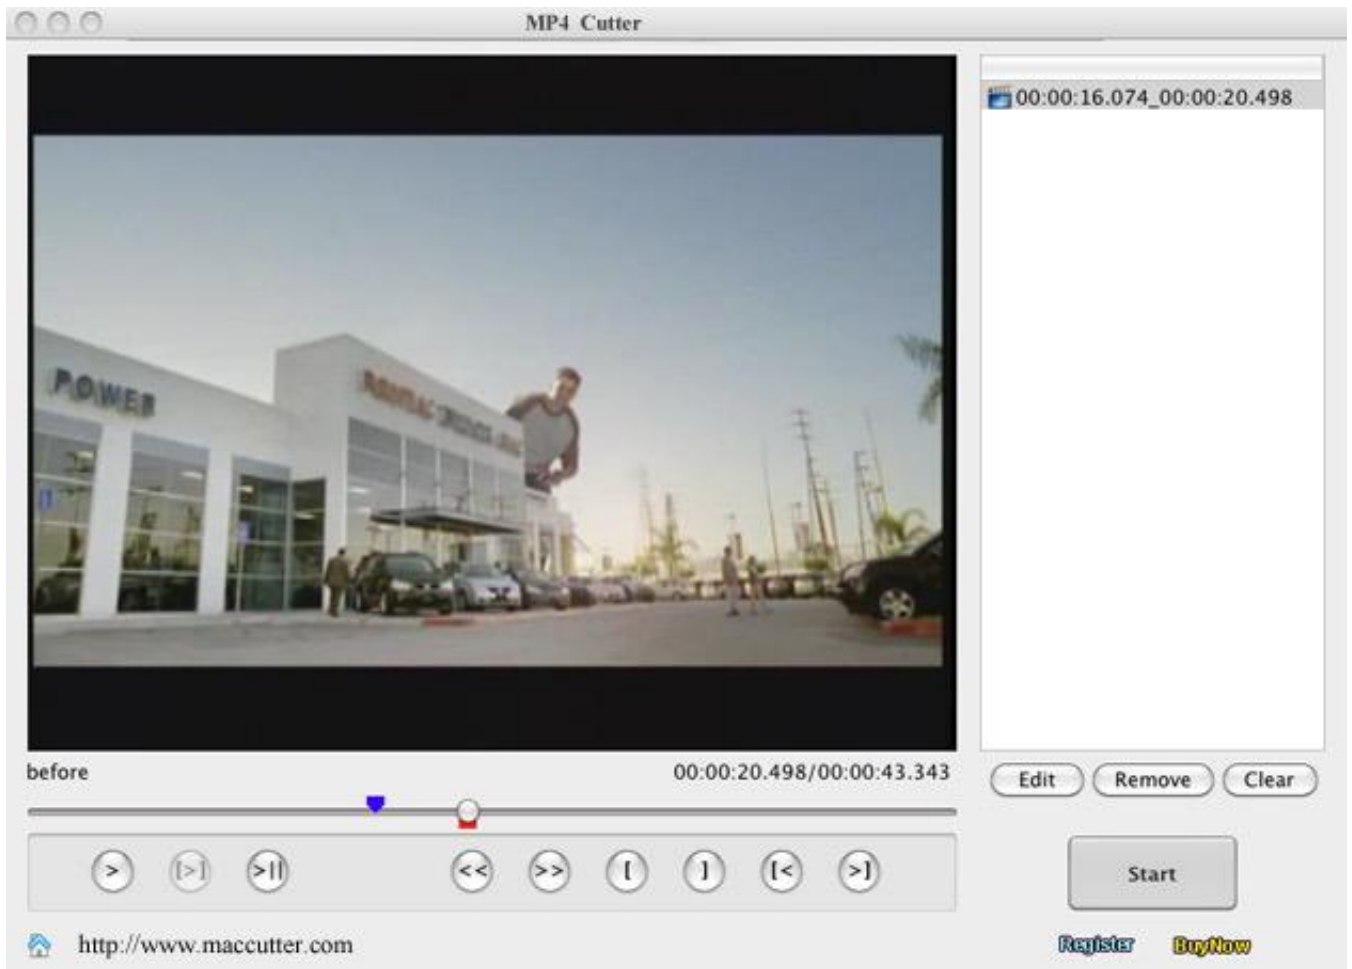 MP4 Cutter
00:00:16.074_00:00:20.498
POWER
before
00:00:20.498/00:00:43.343
Edit
Remove
Clear
>
[>]
>||
<<
>>
[
]
[<
>]
Start
http://www.maccutter.com
Register
BuyNow